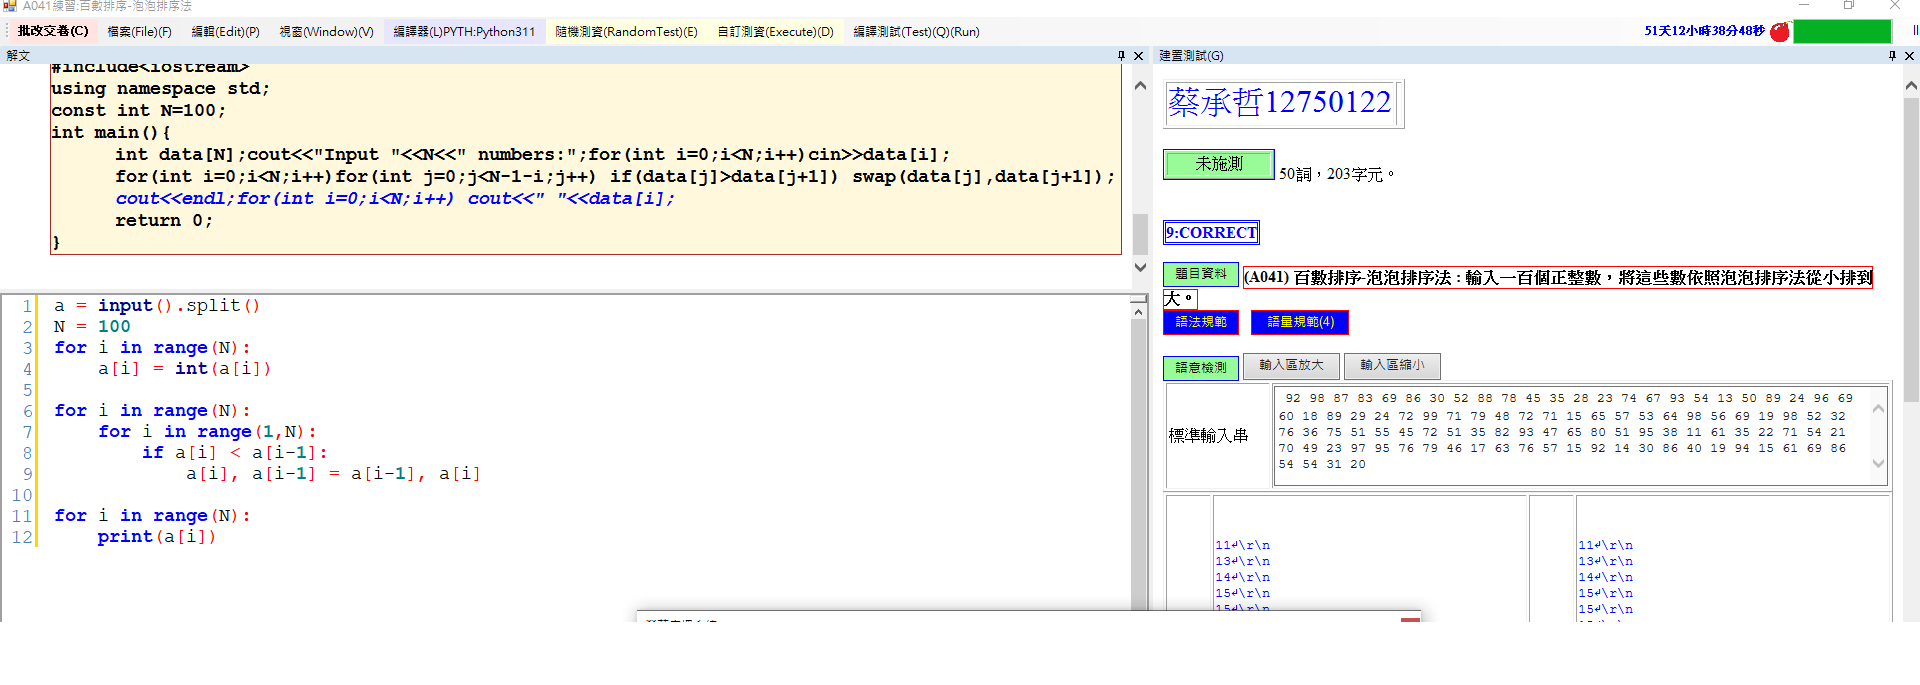 A041練習:百數排序-泡泡排序法
批改交卷(C) 檔案(File)(F) 編輯(Edit)(P) 視窗(Window)(V) 編譯器(L)PYTH:Python311 隨機測資(RandomTest)(E) 自訂測資(Execute)(D) 編譯測試(Test)(Q)(Run) 51天12小時38分48秒
解文
#include<iostream>
using namespace std;
const int N=100;
int main(){
int data[N];cout<<"Input "<<N<<" numbers:";for(int i=0;i<N;i++)cin>>data[i];
for(int i=0;i<N;i++)for(int j=0;j<N-1-i;j++) if(data[j]>data[j+1]) swap(data[j],data[j+1]);
cout<<endl;for(int i=0;i<N;i++) cout<<" "<<data[i];
return 0;
}
1 a = input().split()
2 N = 100
3 for i in range(N):
4 a[i] = int(a[i])
5
6 for i in range(N):
7 for i in range(1,N):
8 if a[i] < a[i-1]:
9 a[i], a[i-1] = a[i-1], a[i]
10
11 for i in range(N):
12 print(a[i])
建置測試(G)
蔡承哲12750122
未施測 50詞，203字元。
9:CORRECT
題目資料 (A041) 百數排序-泡泡排序法 : 輸入一百個正整數，將這些數依照泡泡排序法從小排到
大。
語法規範 語量規範(4)
語意檢測 輸入區放大 輸入區縮小
標準輸入串
92 98 87 83 69 86 30 52 88 78 45 35 28 23 74 67 93 54 13 50 89 24 96 69
60 18 89 29 24 72 99 71 79 48 72 71 15 65 57 53 64 98 56 69 19 98 52 32
76 36 75 51 55 45 72 51 35 82 93 47 65 80 51 95 38 11 61 35 22 71 54 21
70 49 23 97 95 76 79 46 17 63 76 57 15 92 14 30 86 40 19 94 15 61 69 86
54 54 31 20
11↲\r\n 11↲\r\n
13↲\r\n 13↲\r\n
14↲\r\n 14↲\r\n
15↲\r\n 15↲\r\n
15↲\r\n 15↲\r\n